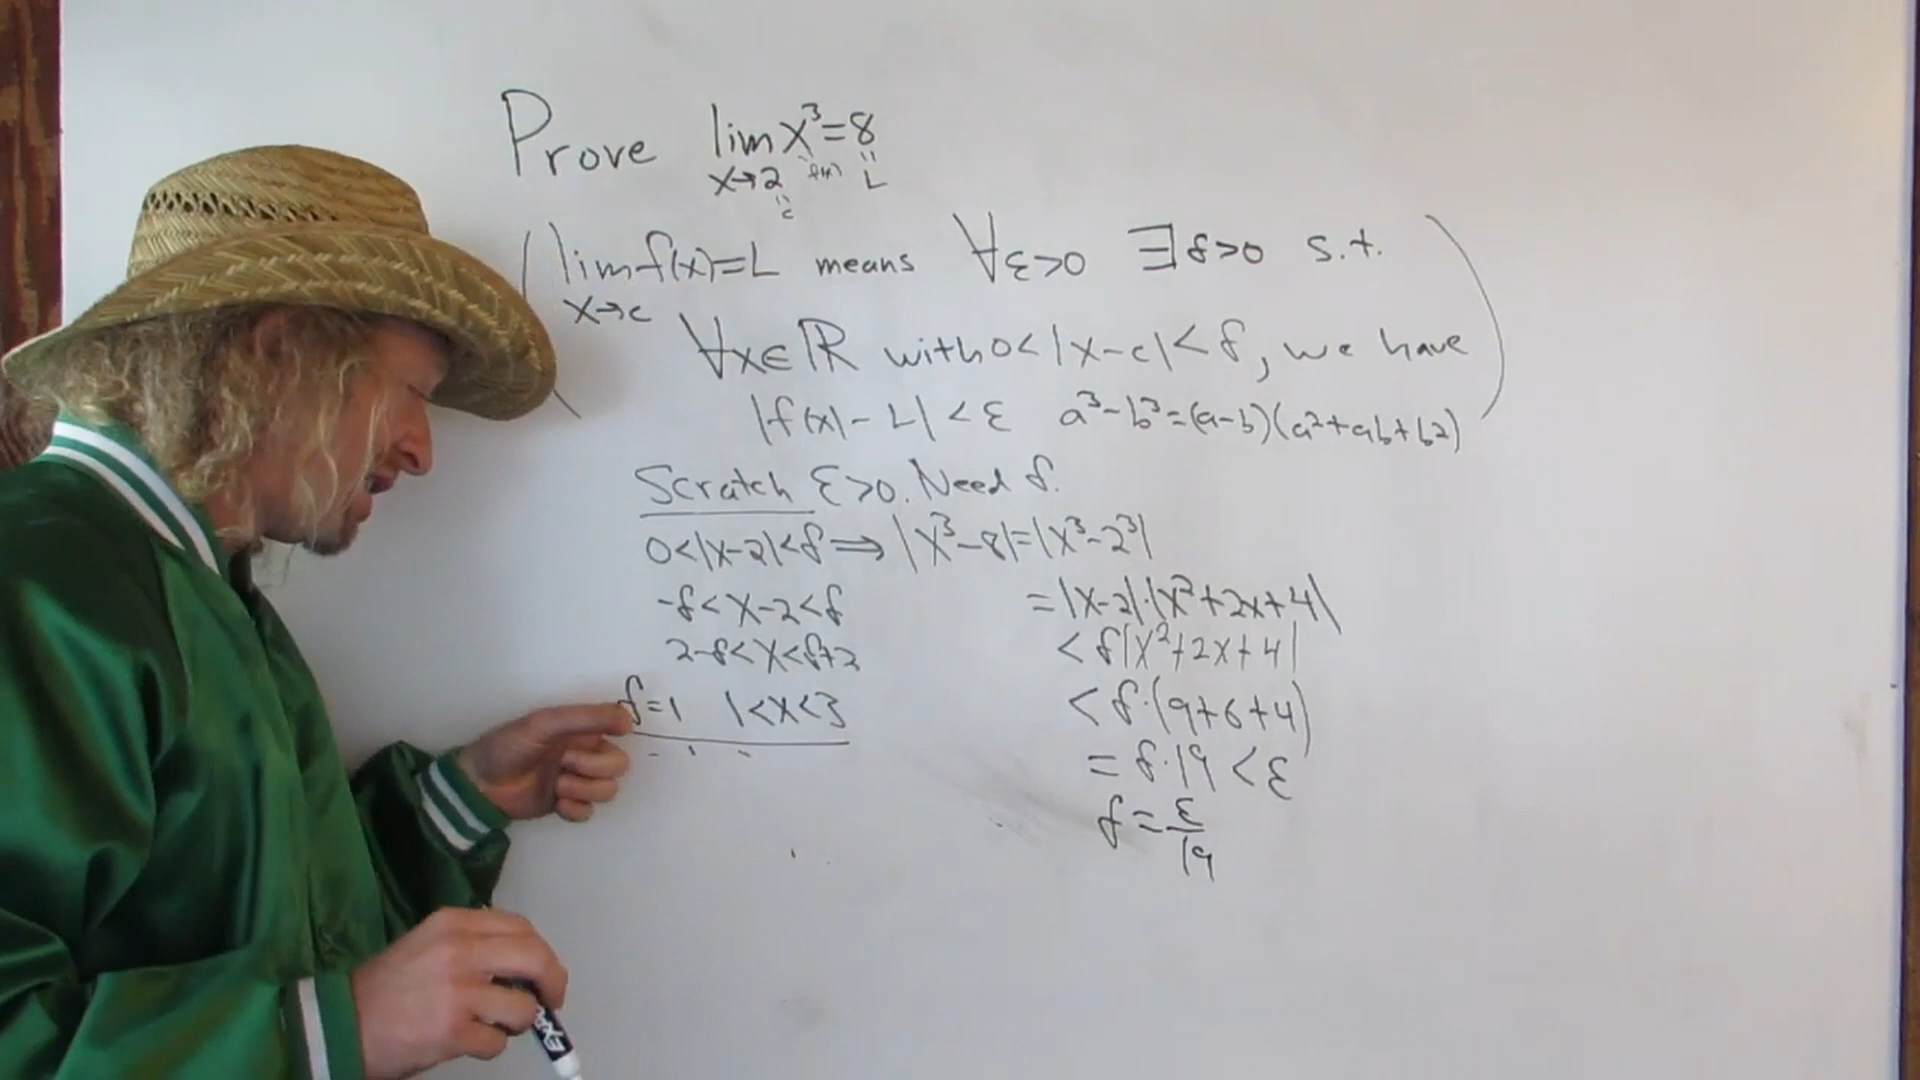 Prove lim x³ = 8
x→2 f(x) L
c
( lim f(x) = L means ∀ε>0 ∃δ>0 s.t.
x→c
∀x∈ℝ with 0<|x-c|<δ, we have )
|f(x) - L| < ε a³-b³=(a-b)(a²+ab+b²)
Scratch ε>0. Need δ.
0<|x-2|<δ ⟹ |x³-8|=|x³-2³|
-δ<x-2<δ =|x-2|·|x²+2x+4|
2-δ<x<δ+2 < δ|x²+2x+4|
δ=1 1<x<3 < δ·(9+6+4)
= δ·19 < ε
δ = ε/19
EXPO